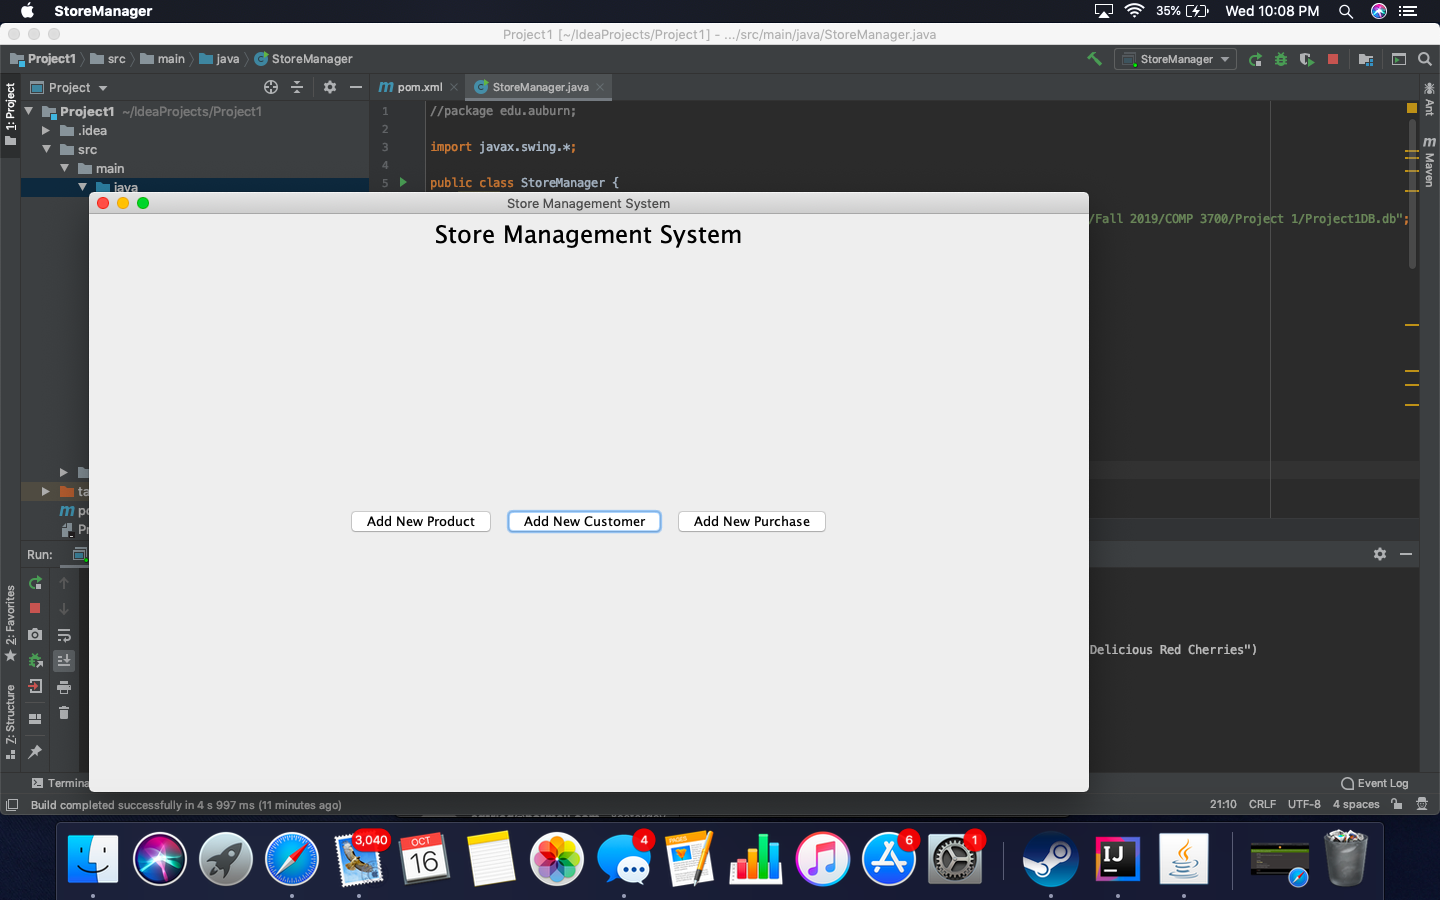 StoreManager
35%
Wed 10:08 PM
Project1 [~/IdeaProjects/Project1] - .../src/main/java/StoreManager.java
Project1
src
main
java
StoreManager
StoreManager
1: Project
Project
pom.xml
StoreManager.java
Ant
Maven
Project1 ~/IdeaProjects/Project1
.idea
src
main
java
1 //package edu.auburn;
2
3 import javax.swing.*;
4
5 public class StoreManager {
/Fall 2019/COMP 3700/Project 1/Project1DB.db";
Store Management System
Store Management System
Add New Product
Add New Customer
Add New Purchase
ta
po
Pr
Run:
2: Favorites
Z: Structure
Delicious Red Cherries")
Termina
Event Log
Build completed successfully in 4 s 997 ms (11 minutes ago)
21:10 CRLF UTF-8 4 spaces
3,040
OCT
16
4
PAGES
6
1
IJ